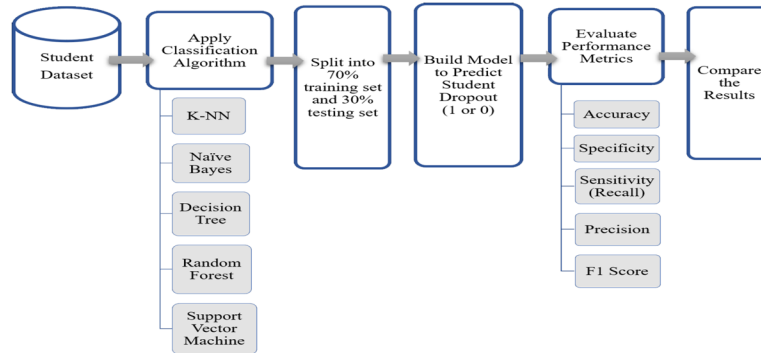 Student
Dataset
Apply
Classification
Algorithm
K-NN
Naïve
Bayes
Decision
Tree
Random
Forest
Support
Vector
Machine
Split into
70%
training set
and 30%
testing set
Build Model
to Predict
Student
Dropout
(1 or 0)
Evaluate
Performance
Metrics
Accuracy
Specificity
Sensitivity
(Recall)
Precision
F1 Score
Compare
the
Results